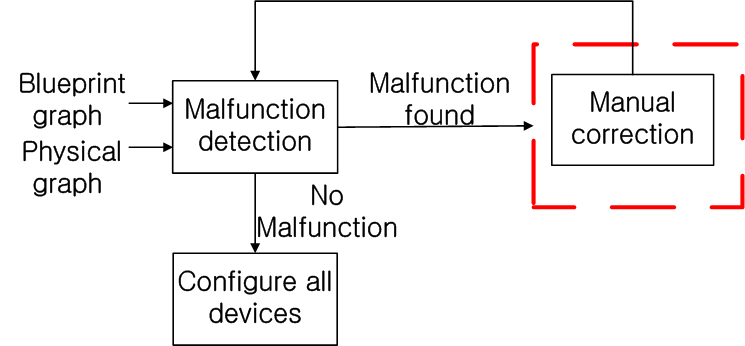 Blueprint
graph
Physical
graph
Malfunction
detection
Malfunction
found
Manual
correction
No
Malfunction
Configure all
devices